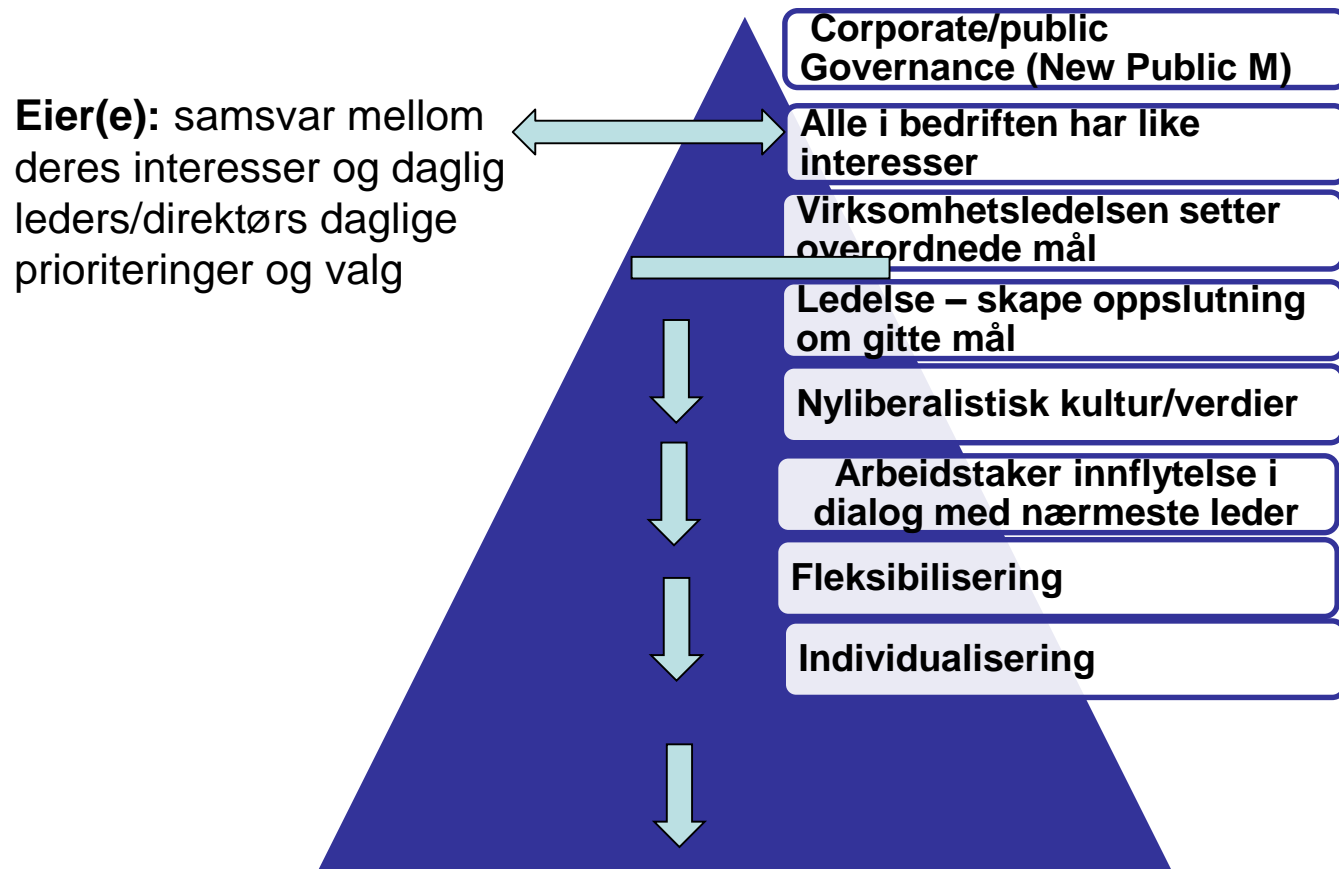 Eier(e): samsvar mellom
deres interesser og daglig
leders/direktørs daglige
prioriteringer og valg
Corporate/public
Governance (New Public M)
Alle i bedriften har like
interesser
Virksomhetsledelsen setter
overordnede mål
Ledelse – skape oppslutning
om gitte mål
Nyliberalistisk kultur/verdier
Arbeidstaker innflytelse i
dialog med nærmeste leder
Fleksibilisering
Individualisering